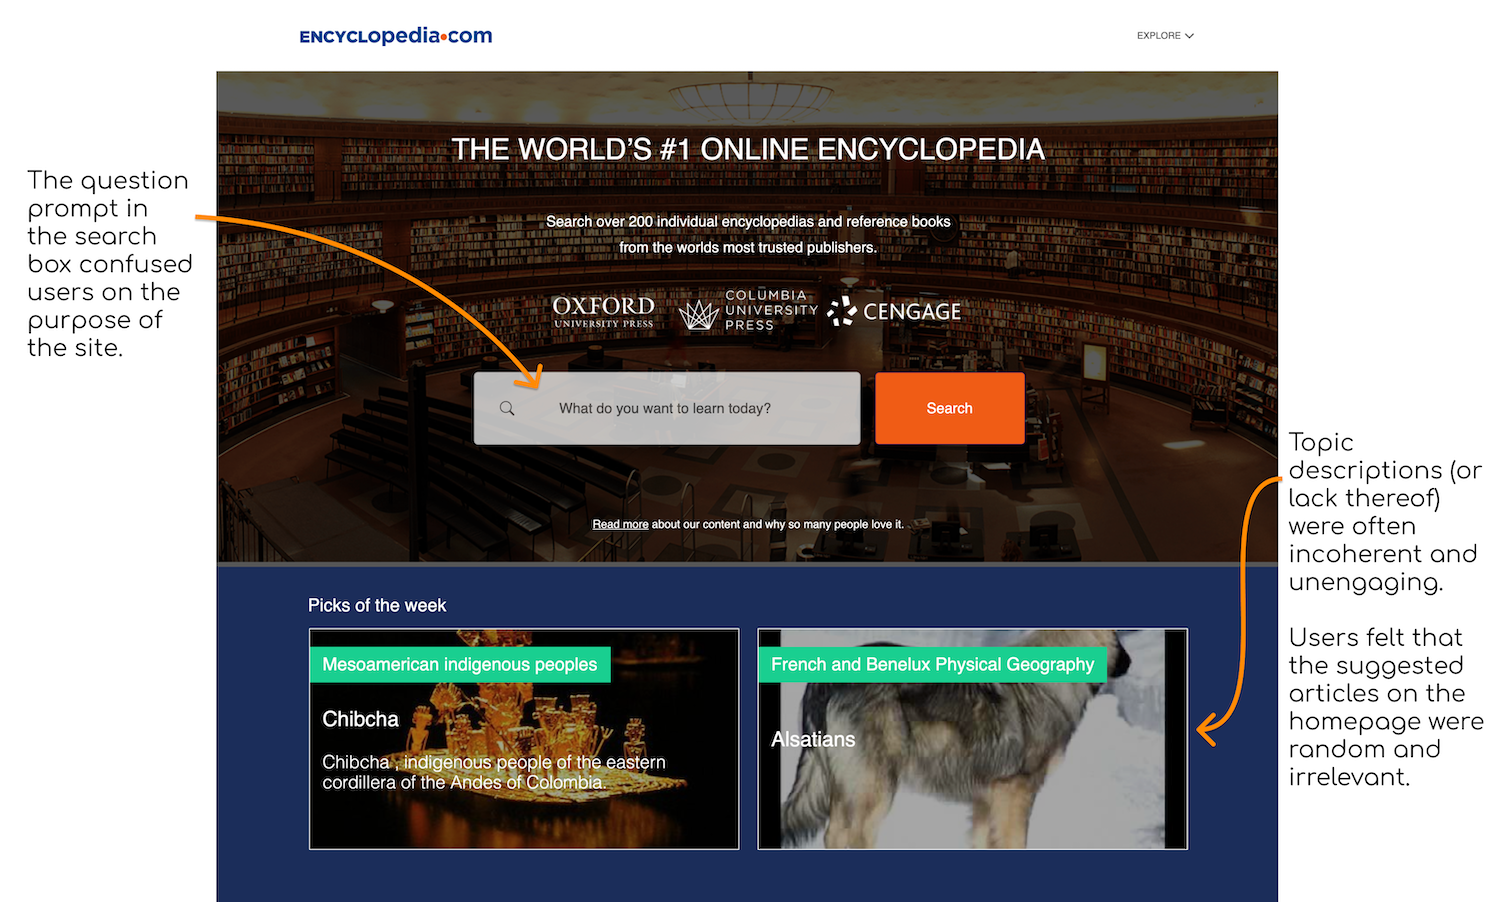 ENCYCLOpedia.com
EXPLORE
THE WORLD'S #1 ONLINE ENCYCLOPEDIA
The question
prompt in
the search
box confused
users on the
purpose of
the site.
Search over 200 individual encyclopedias and reference books
from the worlds most trusted publishers.
OXFORD
UNIVERSITY PRESS
COLUMBIA
UNIVERSITY
PRESS
CENGAGE
What do you want to learn today?
Search
Read more about our content and why so many people love it.
Topic
descriptions (or
lack thereof)
were often
incoherent and
unengaging.
Users felt that
the suggested
articles on the
homepage were
random and
irrelevant.
Picks of the week
Mesoamerican indigenous peoples
Chibcha
Chibcha , indigenous people of the eastern
cordillera of the Andes of Colombia.
French and Benelux Physical Geography
Alsatians